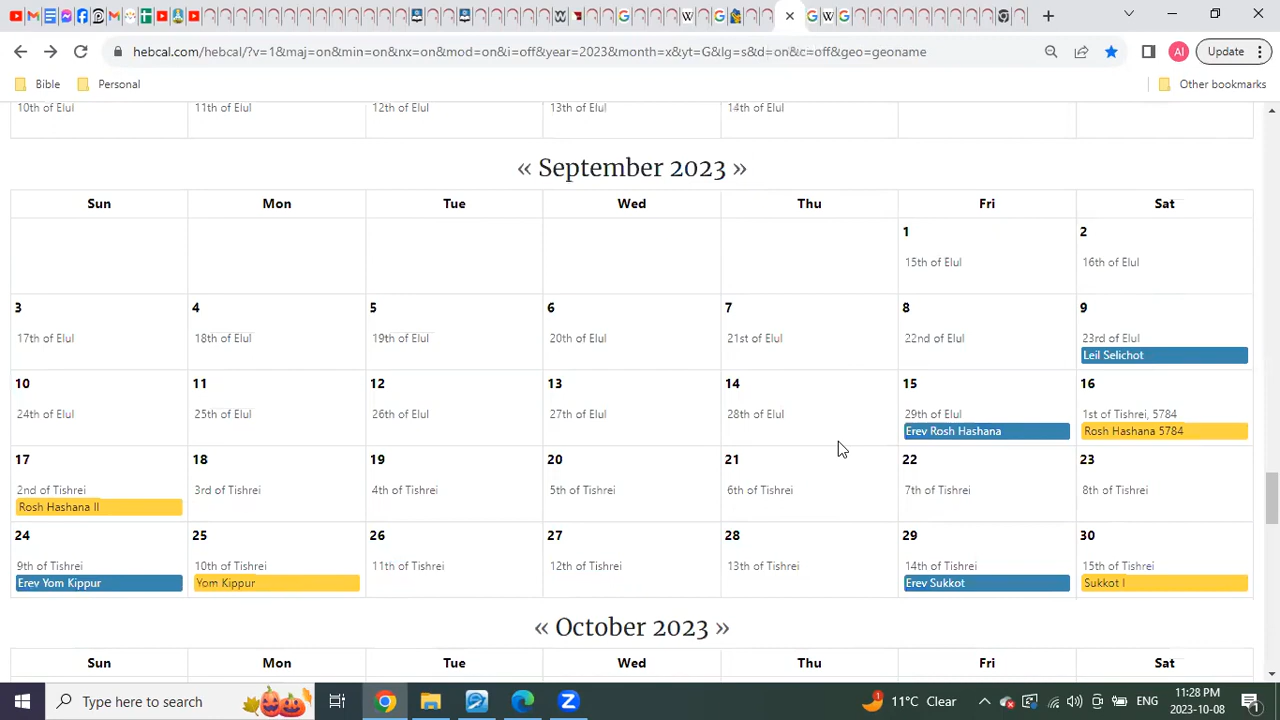 hebcal.com/hebcal/?v=1&maj=on&min=on&nx=on&mod=on&i=off&year=2023&month=x&yt=G&lg=s&d=on&c=off&geo=geoname
AI
Update
Bible
Personal
Other bookmarks
10th of Elul 11th of Elul 12th of Elul 13th of Elul 14th of Elul
« September 2023 »
Sun Mon Tue Wed Thu Fri Sat
1 2
15th of Elul 16th of Elul
3 4 5 6 7 8 9
17th of Elul 18th of Elul 19th of Elul 20th of Elul 21st of Elul 22nd of Elul 23rd of Elul
Leil Selichot
10 11 12 13 14 15 16
24th of Elul 25th of Elul 26th of Elul 27th of Elul 28th of Elul 29th of Elul 1st of Tishrei, 5784
Erev Rosh Hashana Rosh Hashana 5784
17 18 19 20 21 22 23
2nd of Tishrei 3rd of Tishrei 4th of Tishrei 5th of Tishrei 6th of Tishrei 7th of Tishrei 8th of Tishrei
Rosh Hashana II
24 25 26 27 28 29 30
9th of Tishrei 10th of Tishrei 11th of Tishrei 12th of Tishrei 13th of Tishrei 14th of Tishrei 15th of Tishrei
Erev Yom Kippur Yom Kippur Erev Sukkot Sukkot I
« October 2023 »
Sun Mon Tue Wed Thu Fri Sat
Type here to search
1
11°C Clear
ENG
11:28 PM
2023-10-08
1